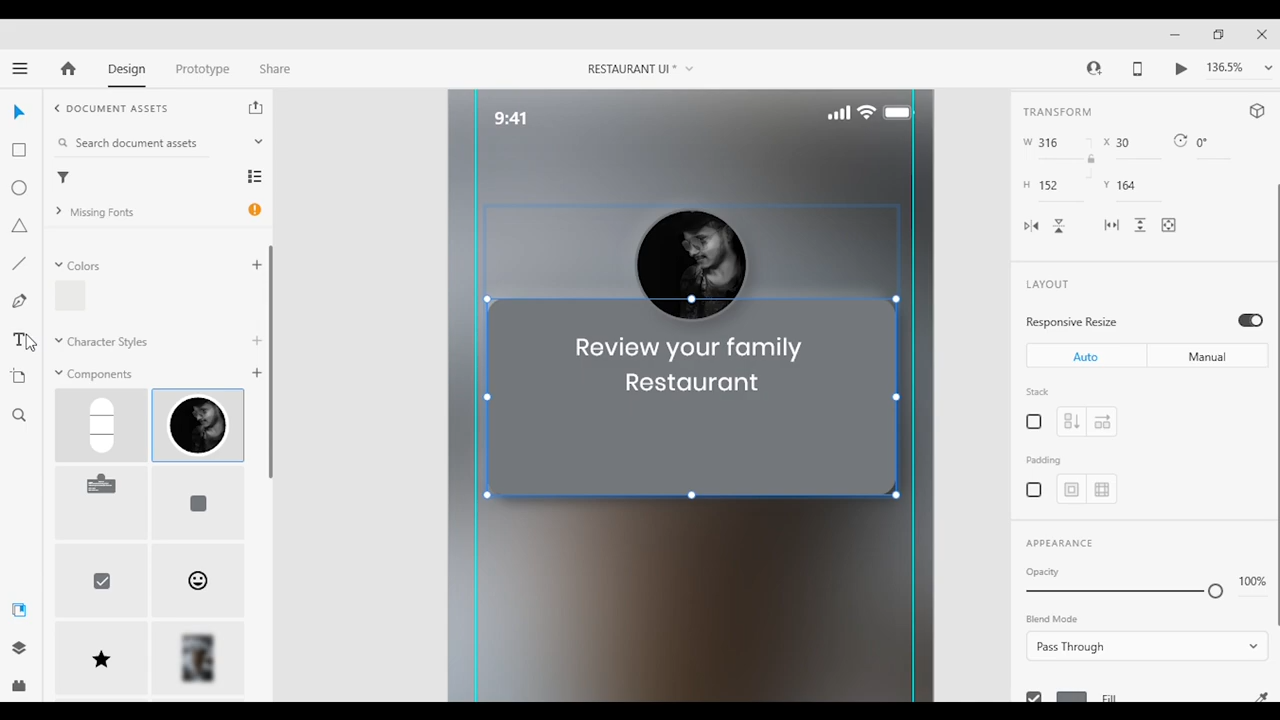 Design
Prototype
Share
RESTAURANT UI *
136.5%
DOCUMENT ASSETS
Search document assets
Missing Fonts
Colors
Character Styles
Components
9:41
Review your family
Restaurant
TRANSFORM
W 316
X 30
0°
H 152
Y 164
LAYOUT
Responsive Resize
Auto
Manual
Stack
Padding
APPEARANCE
Opacity
100%
Blend Mode
Pass Through
Fill